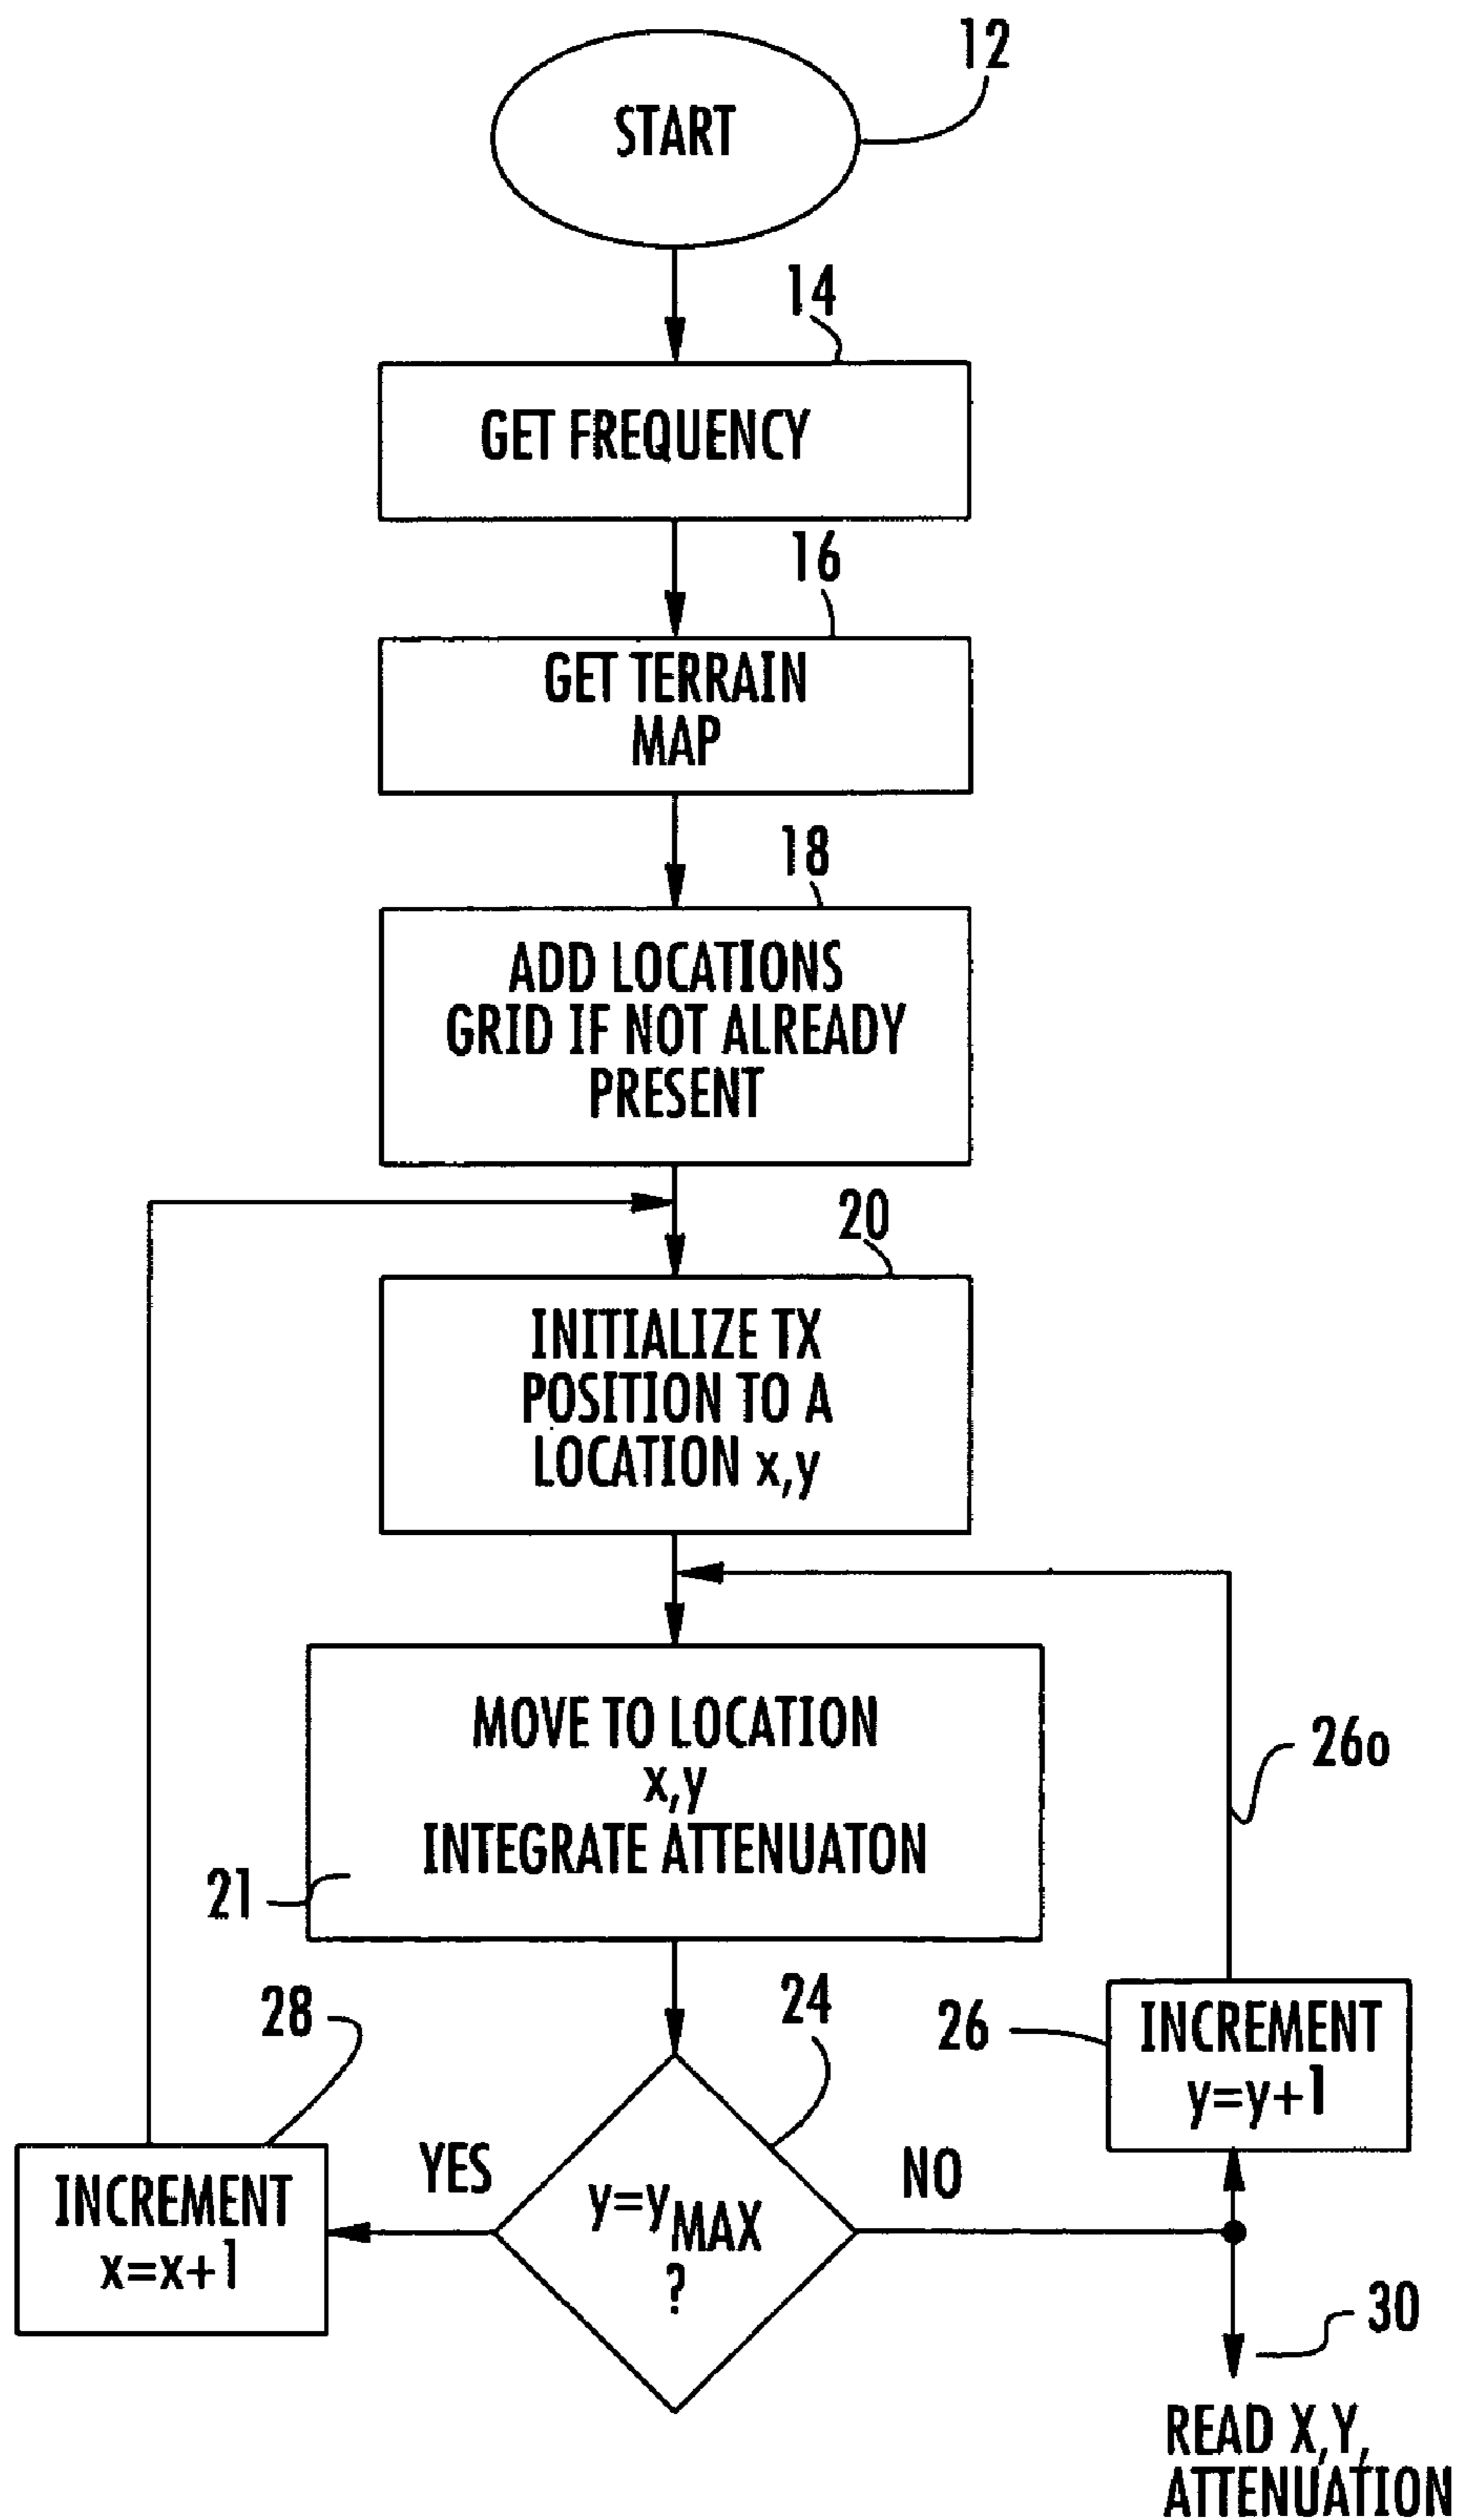 12
START
14
GET FREQUENCY
16
GET TERRAIN
MAP
18
ADD LOCATIONS
GRID IF NOT ALREADY
PRESENT
20
INITIALIZE TX
POSITION TO A
LOCATION x,y
MOVE TO LOCATION
x,y
INTEGRATE ATTENUATON
21
26o
28
24
26
INCREMENT
y=y+1
YES
NO
INCREMENT
x=x+1
y=yMAX
?
30
READ X,Y,
ATTENUATION